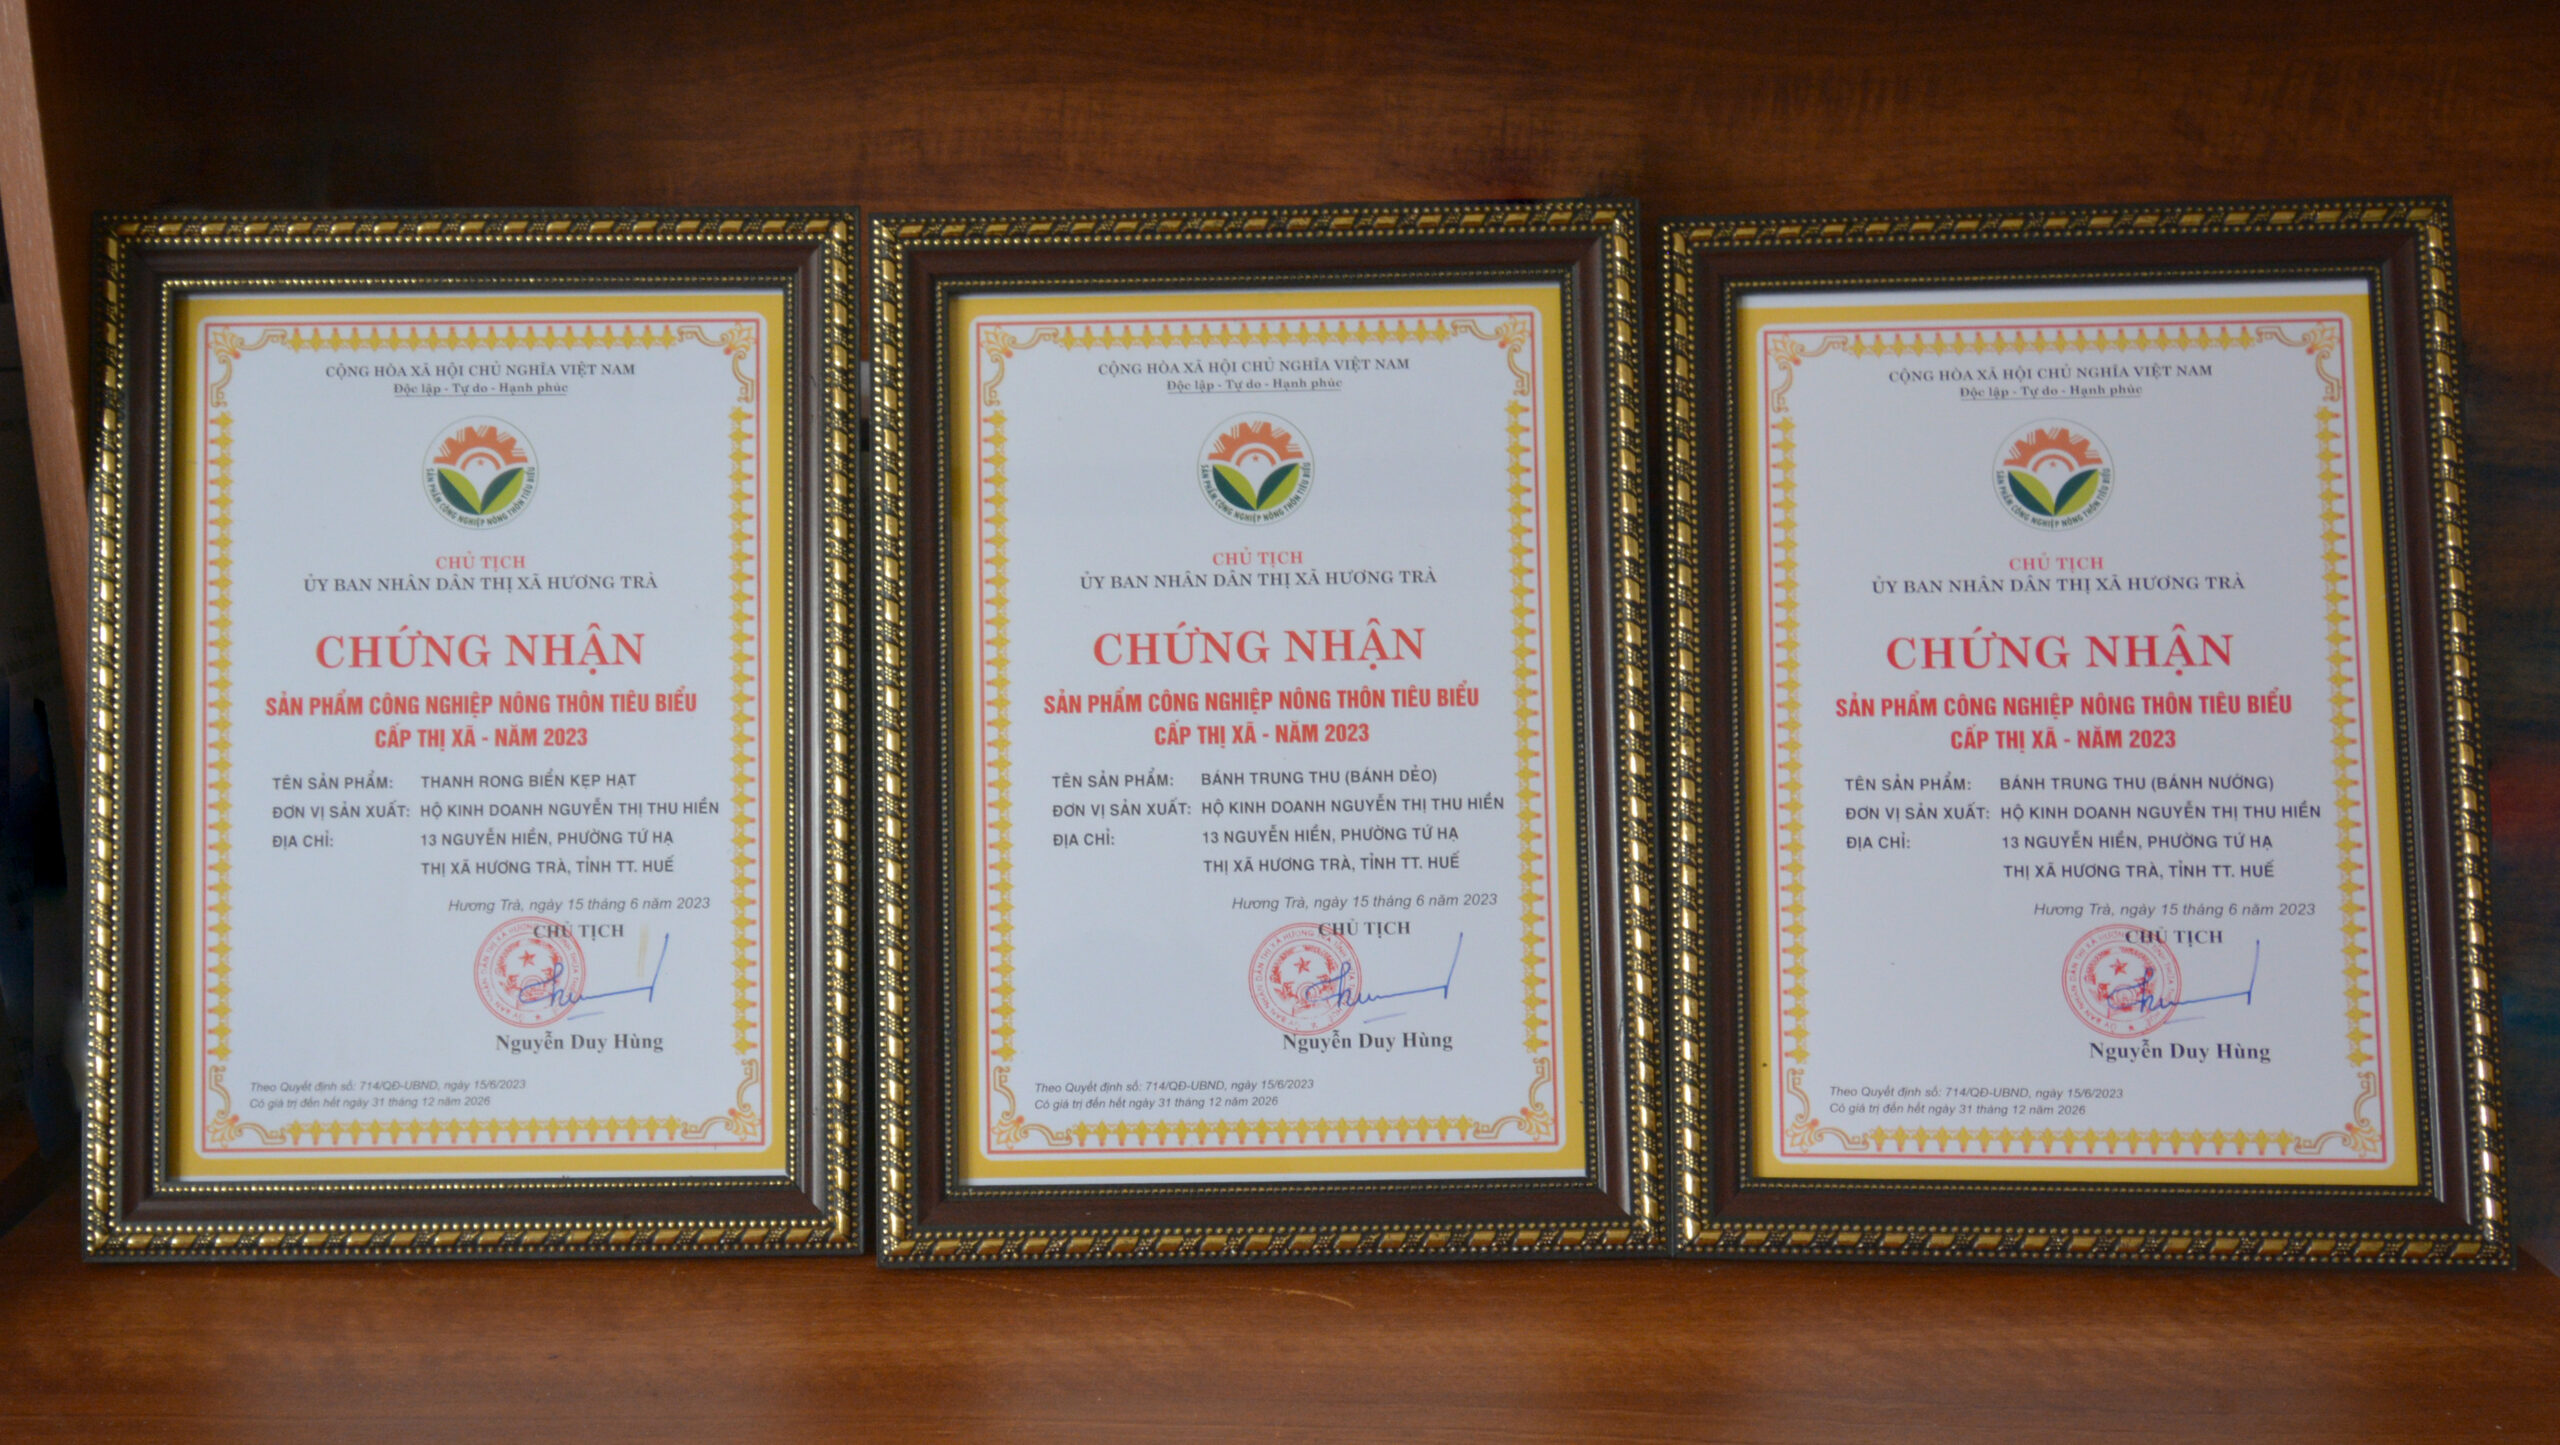 CỘNG HÒA XÃ HỘI CHỦ NGHĨA VIỆT NAM
Độc lập - Tự do - Hạnh phúc
SẢN PHẨM CÔNG NGHIỆP NÔNG THÔN TIÊU BIỂU
CHỦ TỊCH
ỦY BAN NHÂN DÂN THỊ XÃ HƯƠNG TRÀ
CHỨNG NHẬN
SẢN PHẨM CÔNG NGHIỆP NÔNG THÔN TIÊU BIỂU
CẤP THỊ XÃ - NĂM 2023
TÊN SẢN PHẨM: THANH RONG BIỂN KẸP HẠT
ĐƠN VỊ SẢN XUẤT: HỘ KINH DOANH NGUYỄN THỊ THU HIỀN
ĐỊA CHỈ: 13 NGUYỄN HIỀN, PHƯỜNG TỨ HẠ
THỊ XÃ HƯƠNG TRÀ, TỈNH TT. HUẾ
Hương Trà, ngày 15 tháng 6 năm 2023
CHỦ TỊCH
Nguyễn Duy Hùng
Theo Quyết định số: 714/QĐ-UBND, ngày 15/6/2023
Có giá trị đến hết ngày 31 tháng 12 năm 2026
CỘNG HÒA XÃ HỘI CHỦ NGHĨA VIỆT NAM
Độc lập - Tự do - Hạnh phúc
SẢN PHẨM CÔNG NGHIỆP NÔNG THÔN TIÊU BIỂU
CHỦ TỊCH
ỦY BAN NHÂN DÂN THỊ XÃ HƯƠNG TRÀ
CHỨNG NHẬN
SẢN PHẨM CÔNG NGHIỆP NÔNG THÔN TIÊU BIỂU
CẤP THỊ XÃ - NĂM 2023
TÊN SẢN PHẨM: BÁNH TRUNG THU (BÁNH DẺO)
ĐƠN VỊ SẢN XUẤT: HỘ KINH DOANH NGUYỄN THỊ THU HIỀN
ĐỊA CHỈ: 13 NGUYỄN HIỀN, PHƯỜNG TỨ HẠ
THỊ XÃ HƯƠNG TRÀ, TỈNH TT. HUẾ
Hương Trà, ngày 15 tháng 6 năm 2023
CHỦ TỊCH
Nguyễn Duy Hùng
Theo Quyết định số: 714/QĐ-UBND, ngày 15/6/2023
Có giá trị đến hết ngày 31 tháng 12 năm 2026
CỘNG HÒA XÃ HỘI CHỦ NGHĨA VIỆT NAM
Độc lập - Tự do - Hạnh phúc
SẢN PHẨM CÔNG NGHIỆP NÔNG THÔN TIÊU BIỂU
CHỦ TỊCH
ỦY BAN NHÂN DÂN THỊ XÃ HƯƠNG TRÀ
CHỨNG NHẬN
SẢN PHẨM CÔNG NGHIỆP NÔNG THÔN TIÊU BIỂU
CẤP THỊ XÃ - NĂM 2023
TÊN SẢN PHẨM: BÁNH TRUNG THU (BÁNH NƯỚNG)
ĐƠN VỊ SẢN XUẤT: HỘ KINH DOANH NGUYỄN THỊ THU HIỀN
ĐỊA CHỈ: 13 NGUYỄN HIỀN, PHƯỜNG TỨ HẠ
THỊ XÃ HƯƠNG TRÀ, TỈNH TT. HUẾ
Hương Trà, ngày 15 tháng 6 năm 2023
CHỦ TỊCH
Nguyễn Duy Hùng
Theo Quyết định số: 714/QĐ-UBND, ngày 15/6/2023
Có giá trị đến hết ngày 31 tháng 12 năm 2026